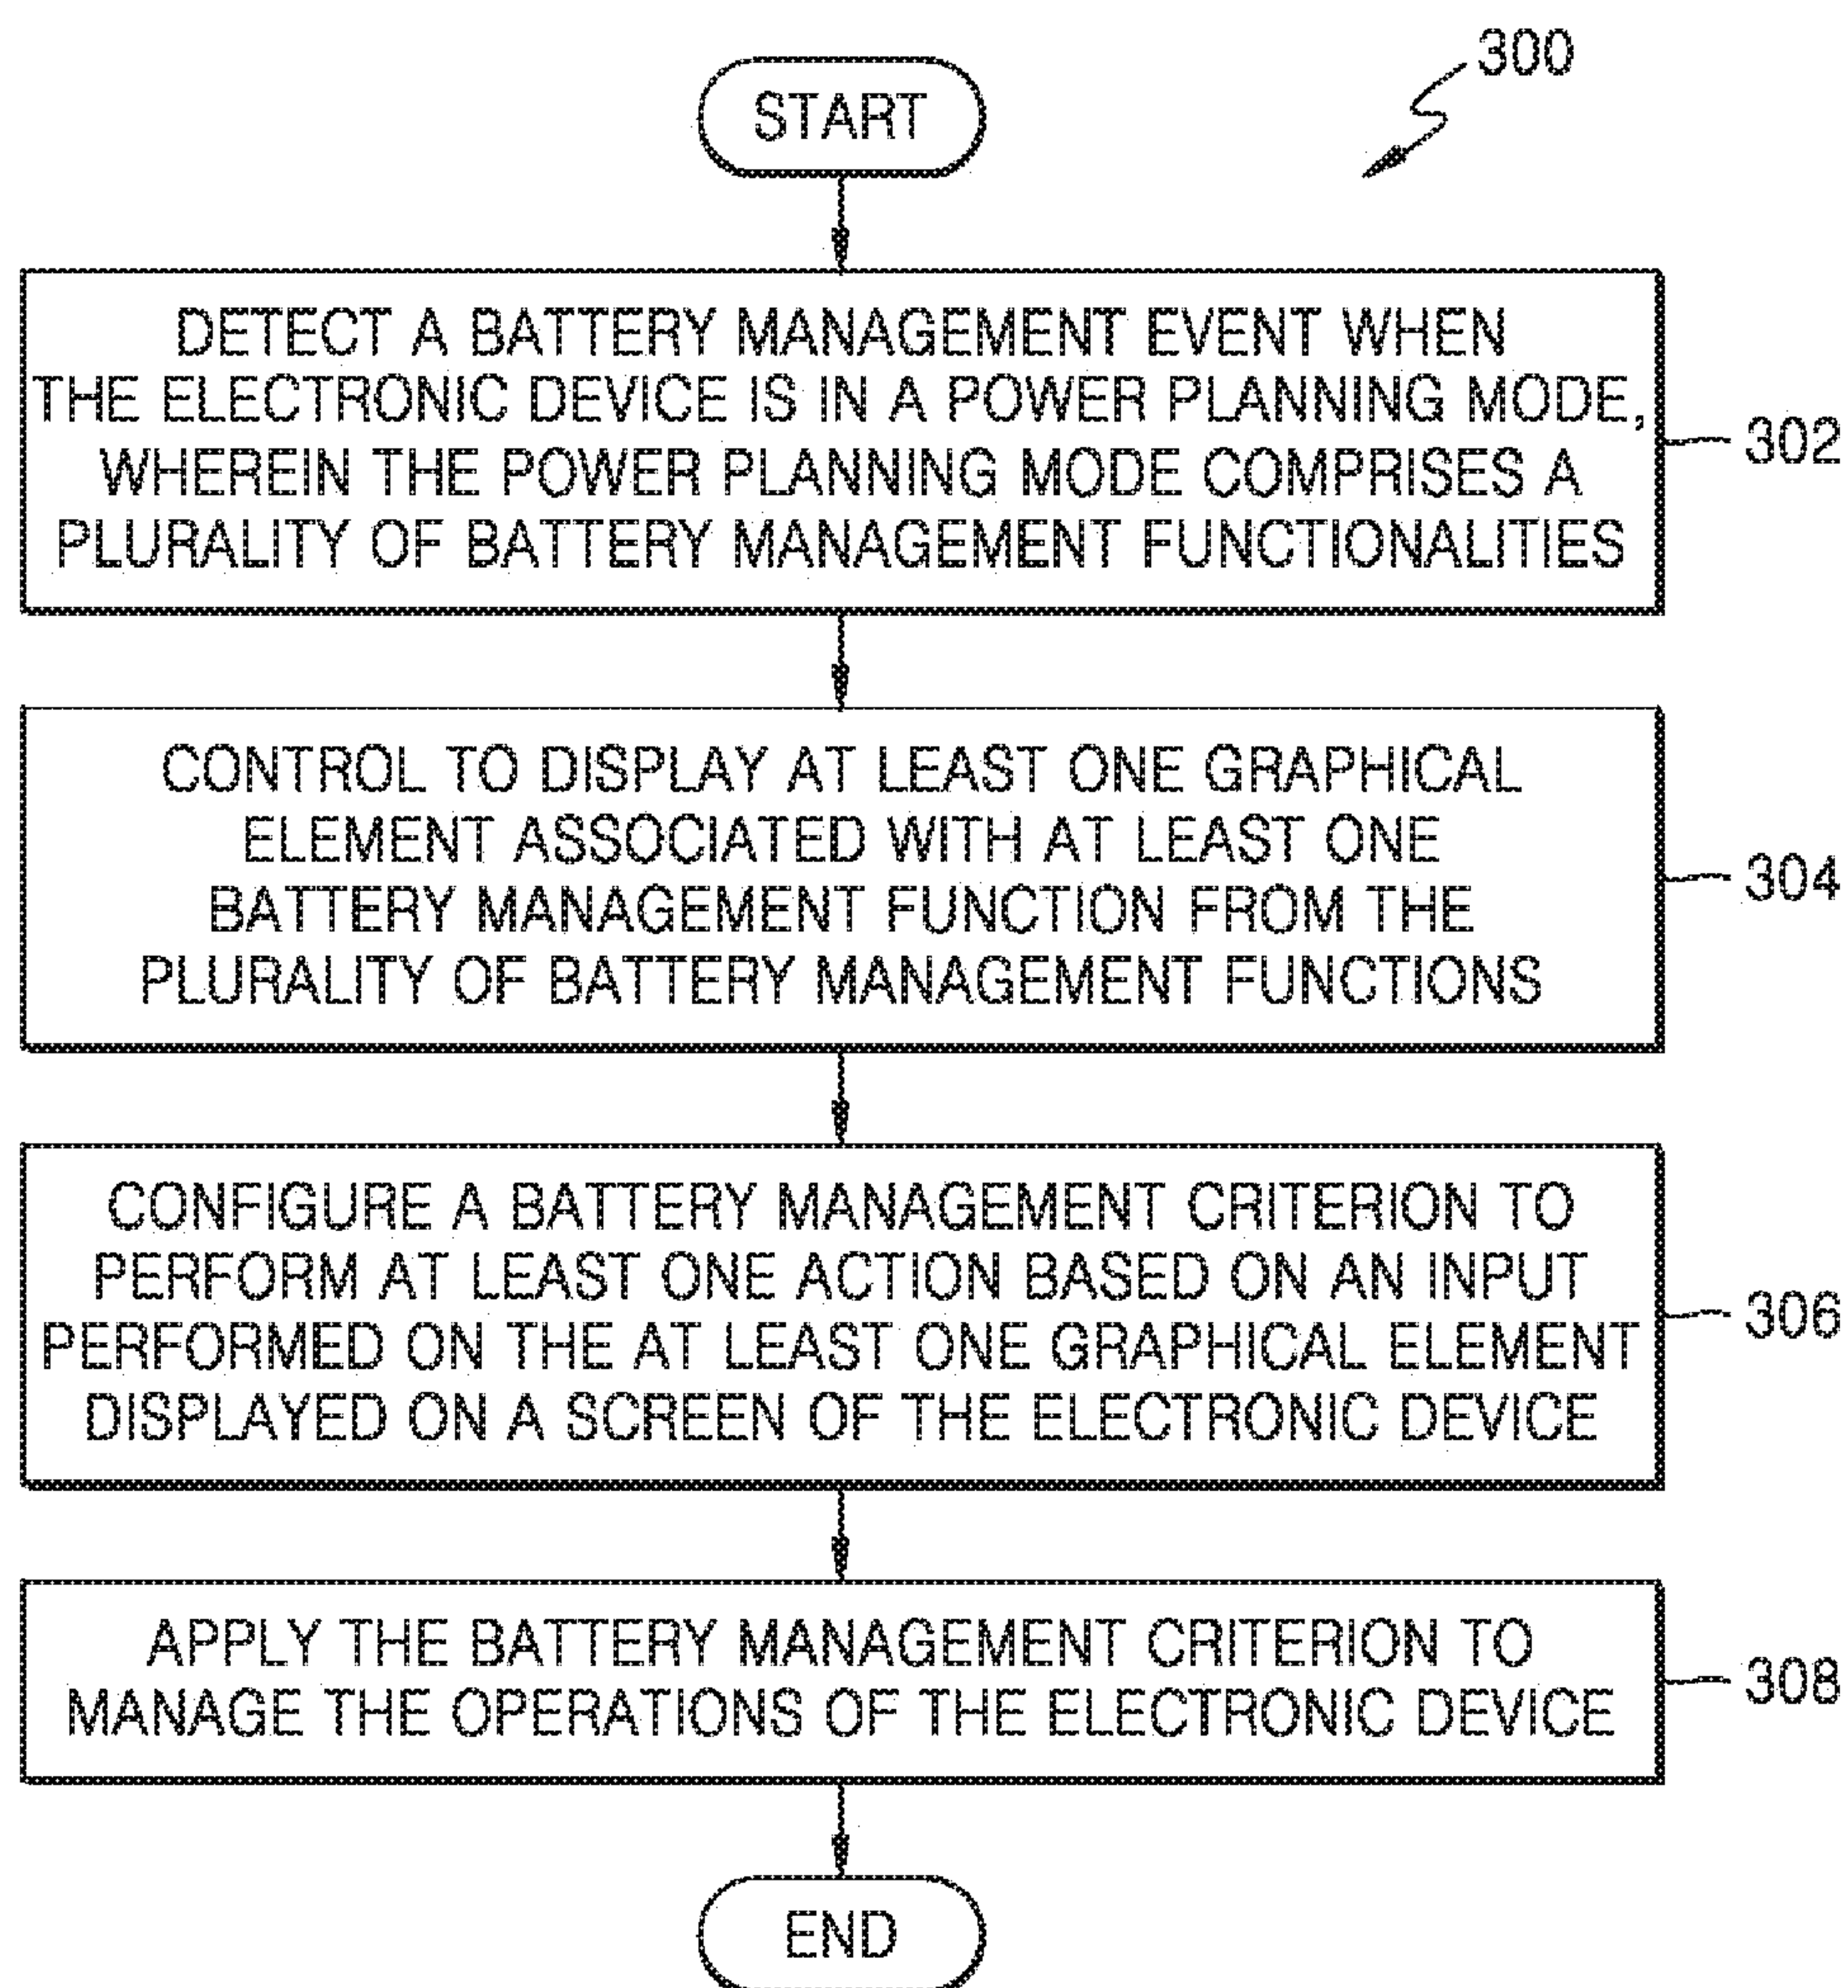 300
START
DETECT A BATTERY MANAGEMENT EVENT WHEN
THE ELECTRONIC DEVICE IS IN A POWER PLANNING MODE,
WHEREIN THE POWER PLANNING MODE COMPRISES A
PLURALITY OF BATTERY MANAGEMENT FUNCTIONALITIES
302
CONTROL TO DISPLAY AT LEAST ONE GRAPHICAL
ELEMENT ASSOCIATED WITH AT LEAST ONE
BATTERY MANAGEMENT FUNCTION FROM THE
PLURALITY OF BATTERY MANAGEMENT FUNCTIONS
304
CONFIGURE A BATTERY MANAGEMENT CRITERION TO
PERFORM AT LEAST ONE ACTION BASED ON AN INPUT
PERFORMED ON THE AT LEAST ONE GRAPHICAL ELEMENT
DISPLAYED ON A SCREEN OF THE ELECTRONIC DEVICE
306
APPLY THE BATTERY MANAGEMENT CRITERION TO
MANAGE THE OPERATIONS OF THE ELECTRONIC DEVICE
308
END